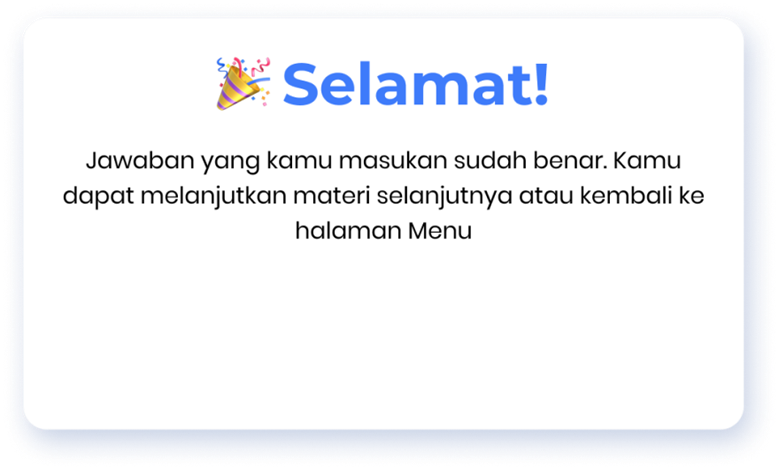 🎉 Selamat!
Jawaban yang kamu masukan sudah benar. Kamu
dapat melanjutkan materi selanjutnya atau kembali ke
halaman Menu